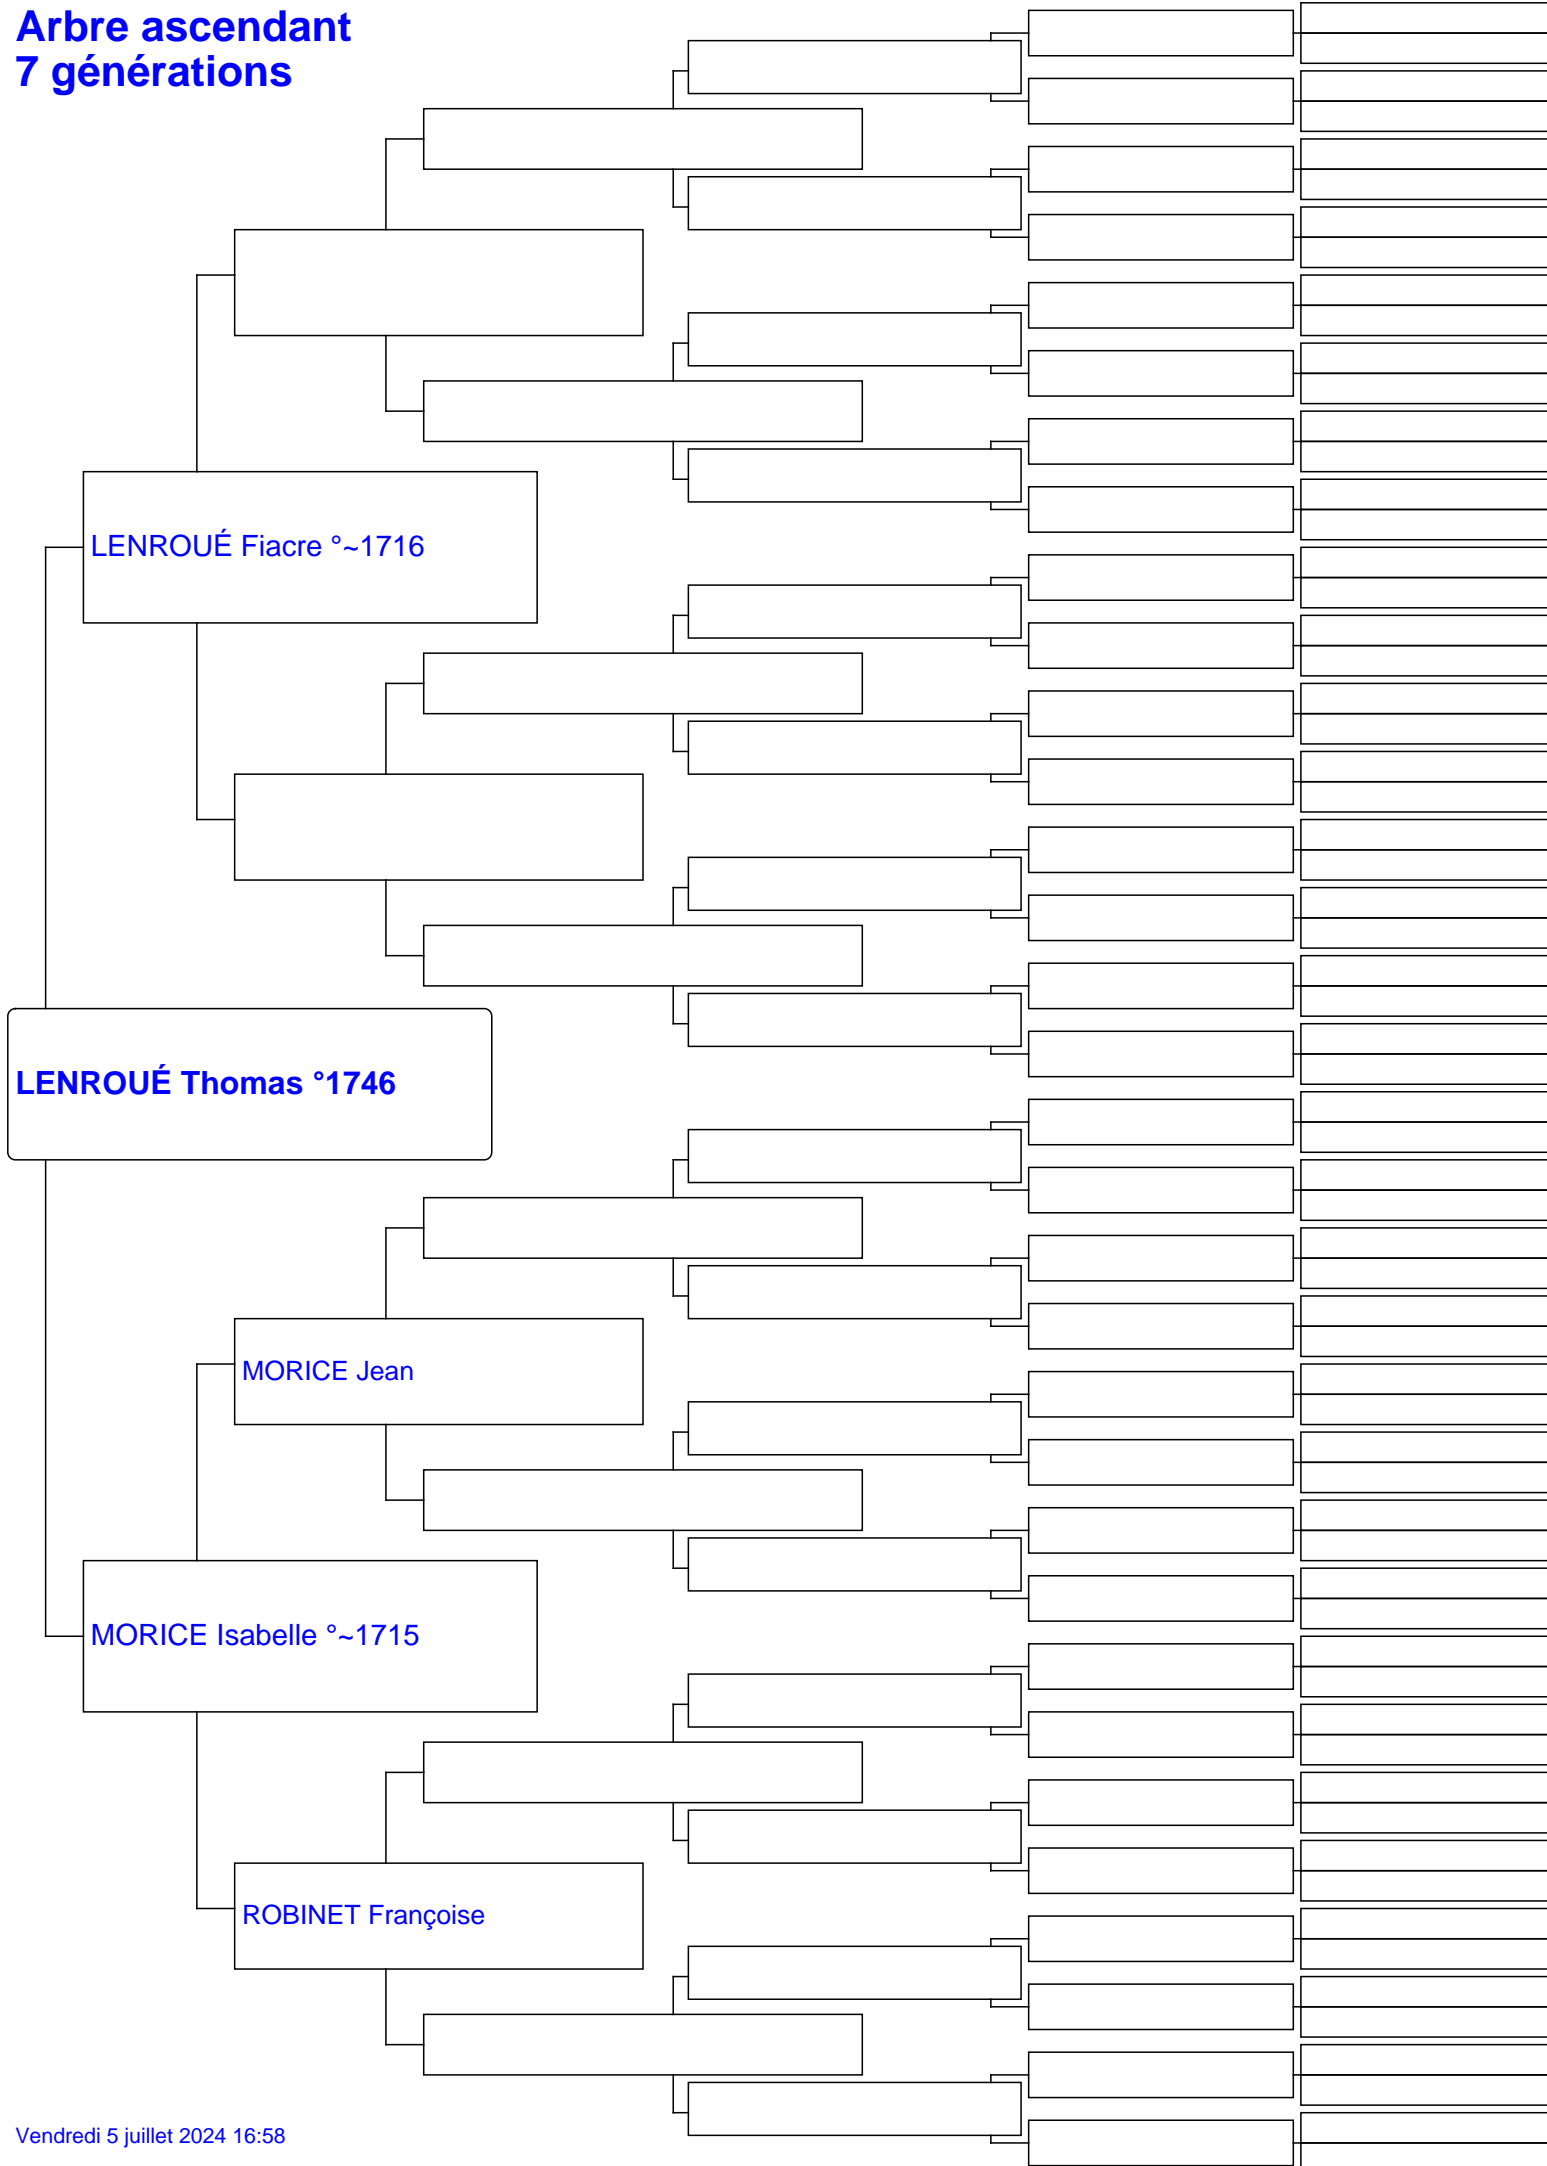 Arbre ascendant
7 générations
LENROUÉ Fiacre °~1716
LENROUÉ Thomas °1746
MORICE Jean
MORICE Isabelle °~1715
ROBINET Françoise
Vendredi 5 juillet 2024 16:58